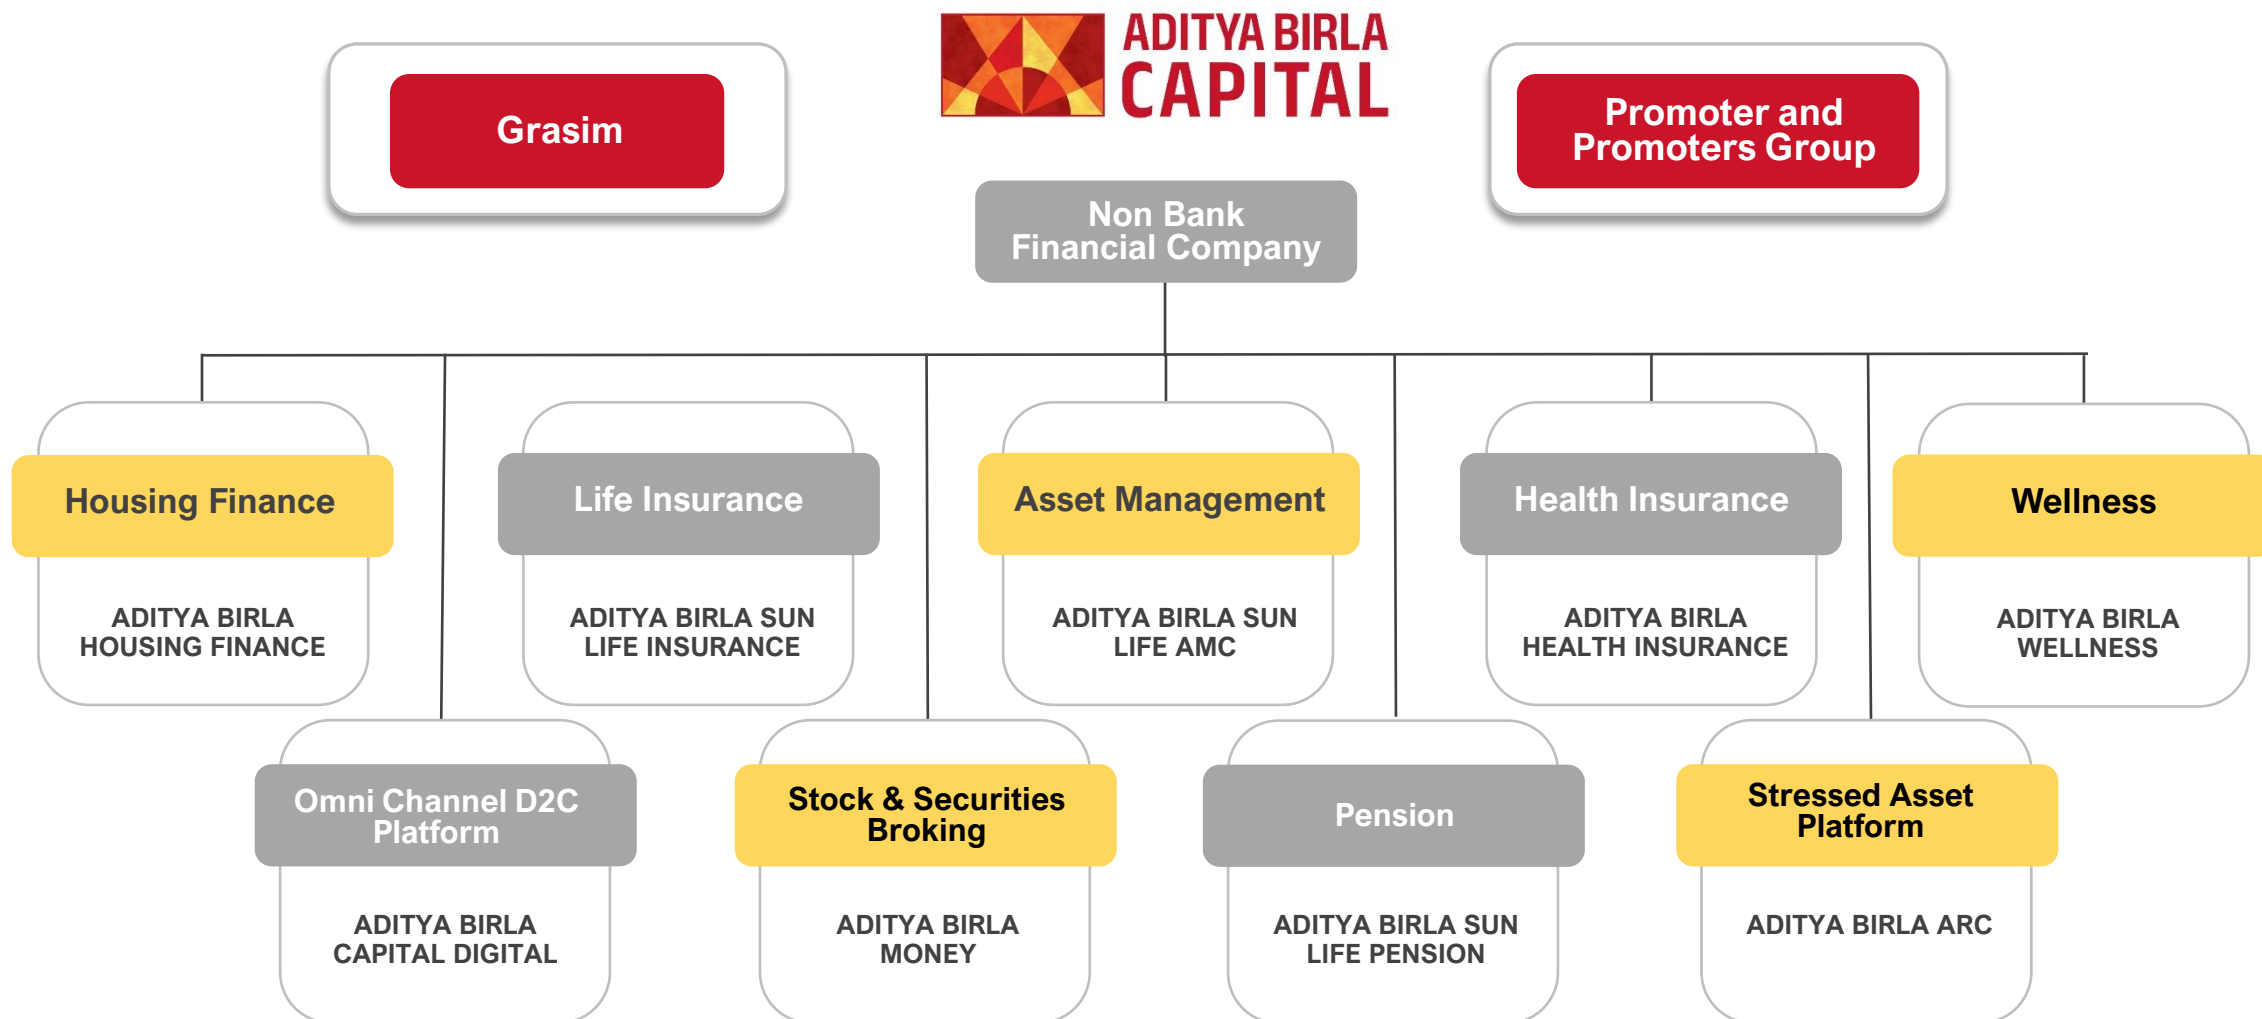 ADITYA BIRLA
CAPITAL
Grasim
Promoter and
Promoters Group
Non Bank
Financial Company
Housing Finance
ADITYA BIRLA
HOUSING FINANCE
Life Insurance
ADITYA BIRLA SUN
LIFE INSURANCE
Asset Management
ADITYA BIRLA SUN
LIFE AMC
Health Insurance
ADITYA BIRLA
HEALTH INSURANCE
Wellness
ADITYA BIRLA
WELLNESS
Omni Channel D2C
Platform
ADITYA BIRLA
CAPITAL DIGITAL
Stock & Securities
Broking
ADITYA BIRLA
MONEY
Pension
ADITYA BIRLA SUN
LIFE PENSION
Stressed Asset
Platform
ADITYA BIRLA ARC